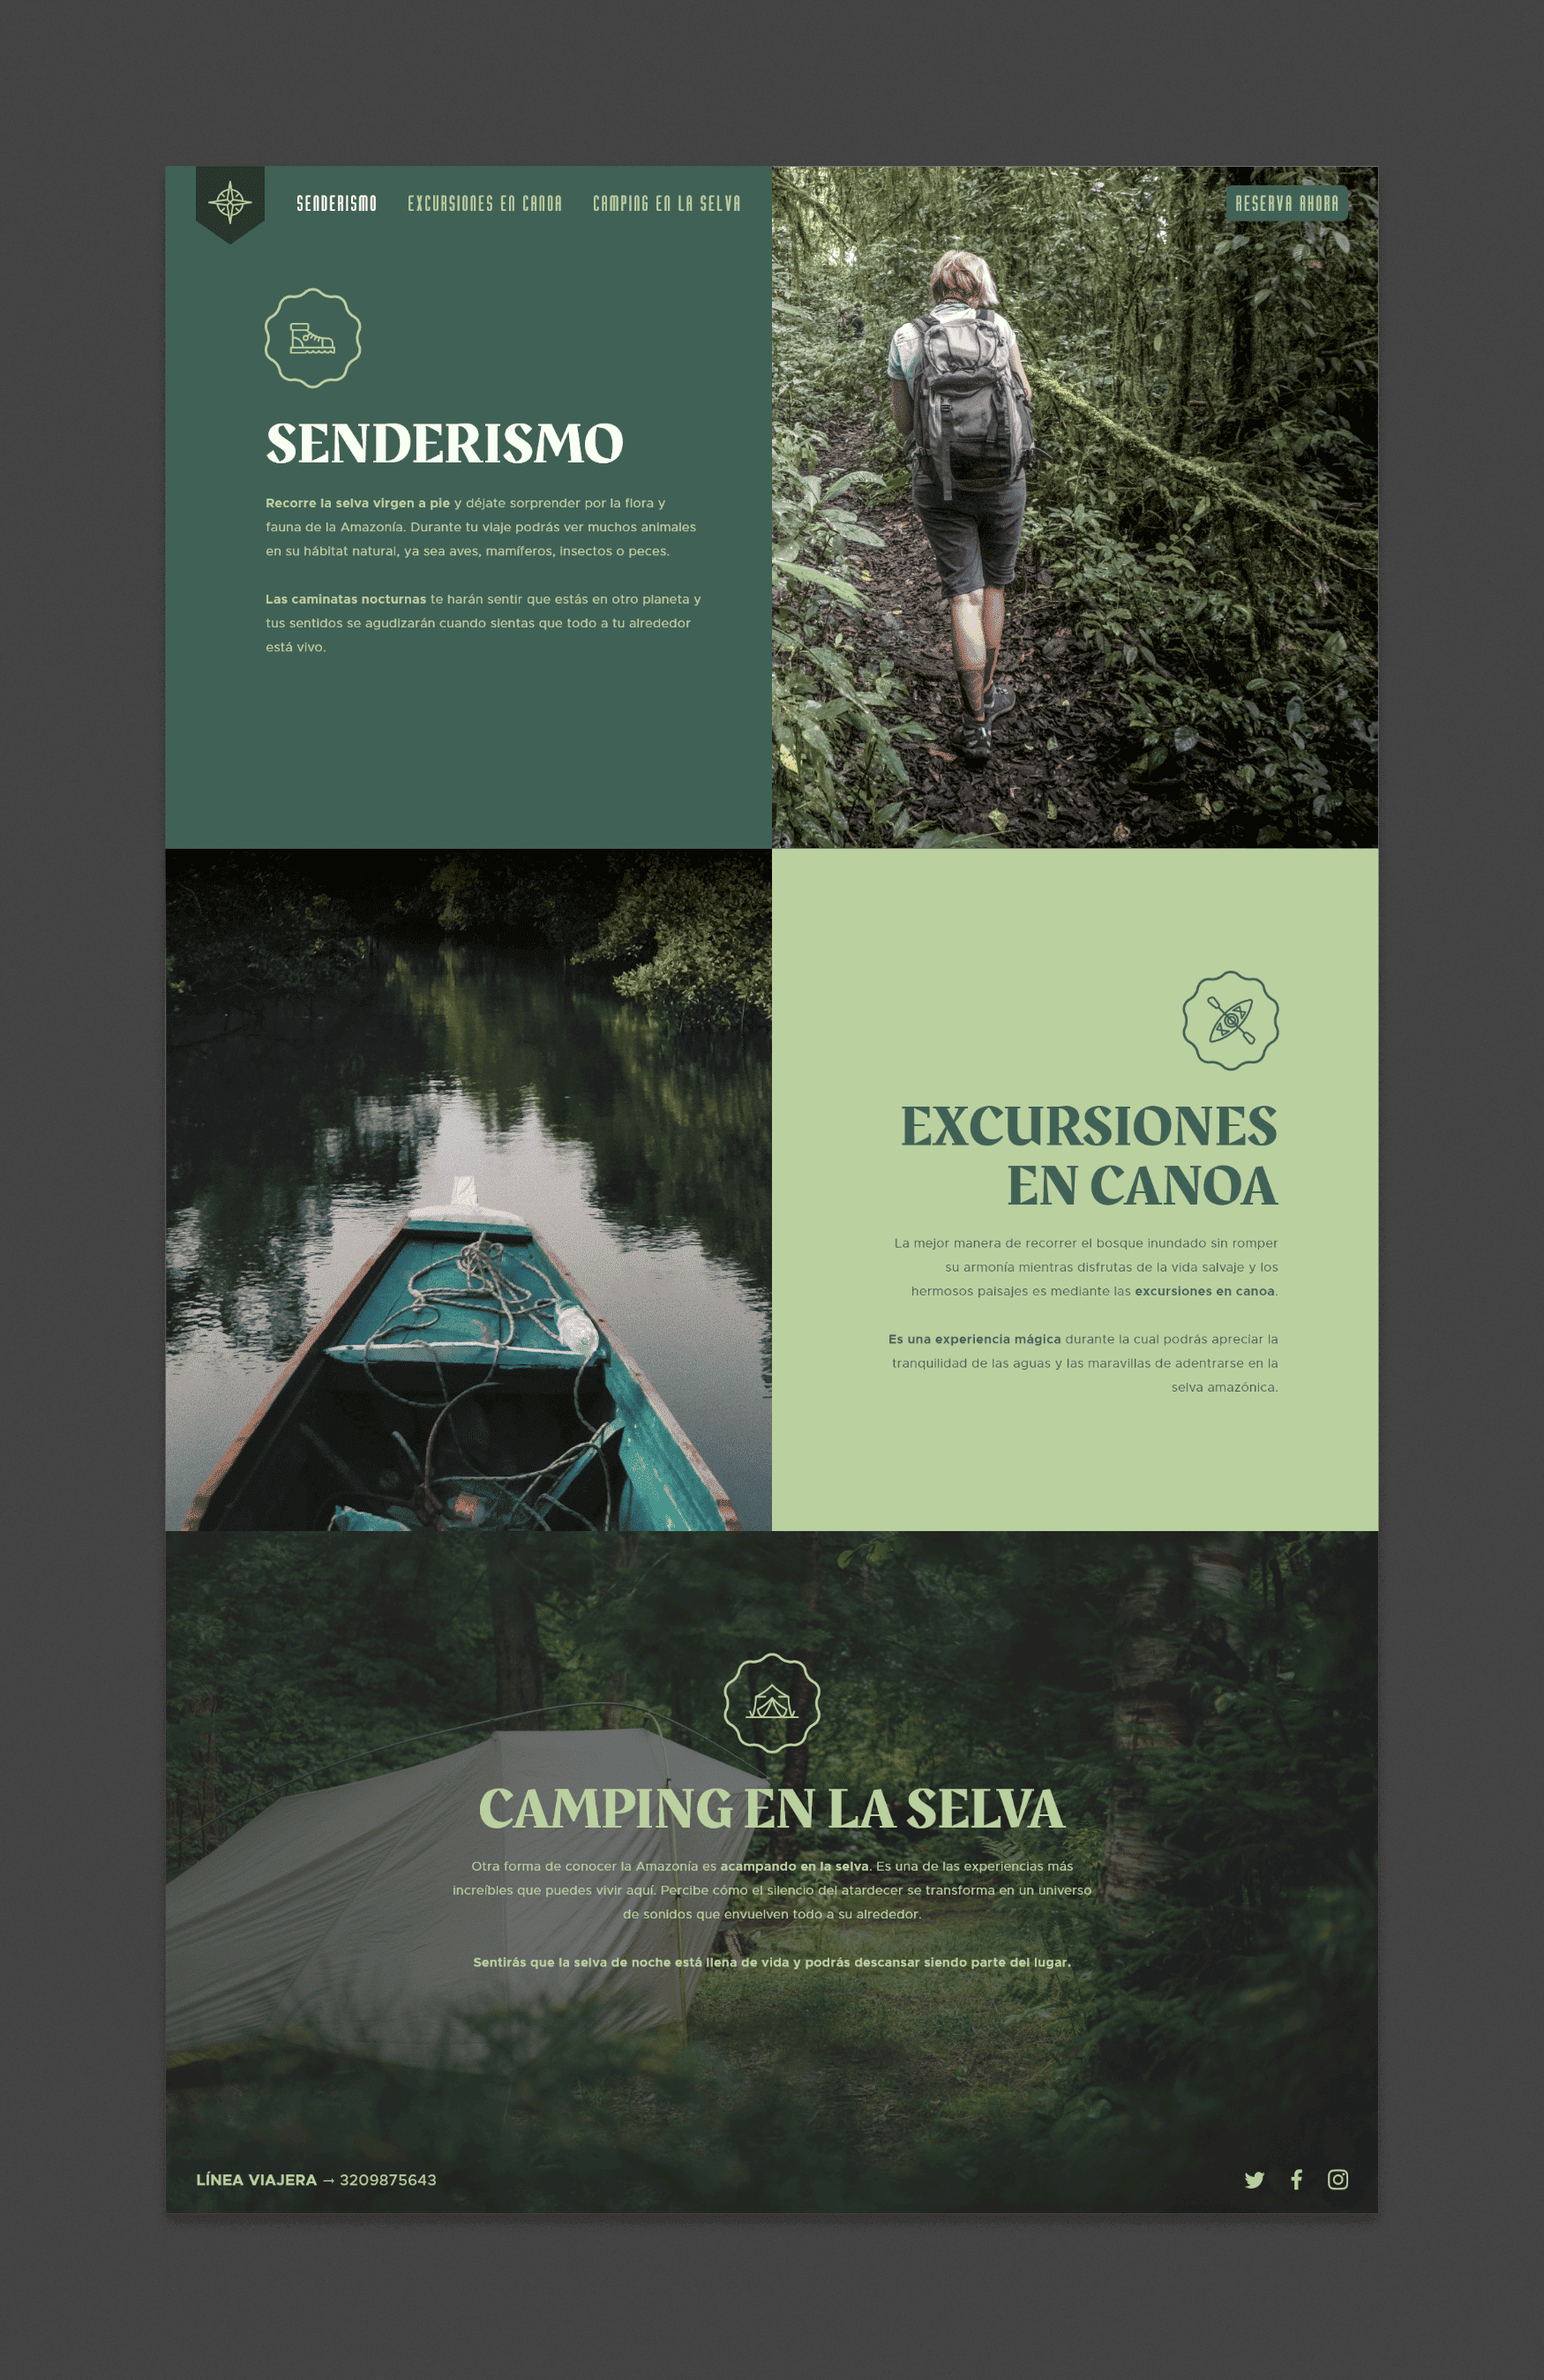 SENDERISMO
EXCURSIONES EN CANOA
CAMPING EN LA SELVA
RESERVA AHORA
SENDERISMO
Recorre la selva virgen a pie y déjate sorprender por la flora y
fauna de la Amazonía. Durante tu viaje podrás ver muchos animales
en su hábitat natural, ya sea aves, mamíferos, insectos o peces.
Las caminatas nocturnas te harán sentir que estás en otro planeta y
tus sentidos se agudizarán cuando sientas que todo a tu alrededor
está vivo.
EXCURSIONES
EN CANOA
La mejor manera de recorrer el bosque inundado sin romper
su armonía mientras disfrutas de la vida salvaje y los
hermosos paisajes es mediante las excursiones en canoa.
Es una experiencia mágica durante la cual podrás apreciar la
tranquilidad de las aguas y las maravillas de adentrarse en la
selva amazónica.
CAMPING EN LA SELVA
Otra forma de conocer la Amazonía es acampando en la selva. Es una de las experiencias más
increíbles que puedes vivir aquí. Percibe cómo el silencio del atardecer se transforma en un universo
de sonidos que envuelven todo a su alrededor.
Sentirás que la selva de noche está llena de vida y podrás descansar siendo parte del lugar.
LÍNEA VIAJERA → 3209875643